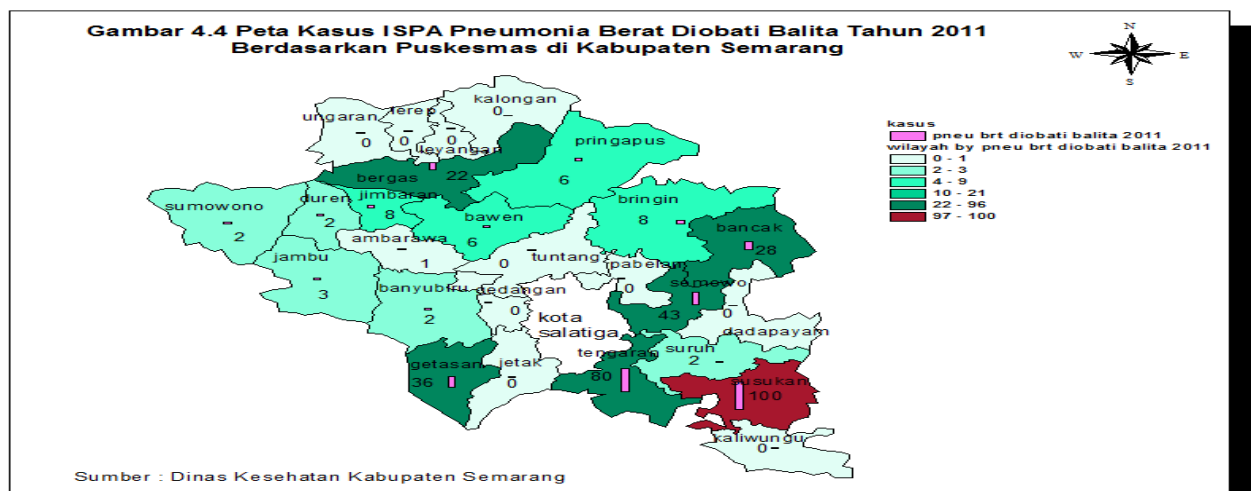 Gambar 4.4 Peta Kasus ISPA Pneumonia Berat Diobati Balita Tahun 2011
Berdasarkan Puskesmas di Kabupaten Semarang
N
W
E
S
kasus
pneu brt diobati balita 2011
wilayah by pneu brt diobati balita 2011
0 - 1
2 - 3
4 - 9
10 - 21
22 - 96
97 - 100
kalongan
0
ungaran
0
lerep
0
0
leyangan
bergas
22
pringapus
6
sumowono
2
duren
2
jimbaran
8
bawen
6
bringin
8
bancak
28
ambarawa
1
tuntang
0
pabelan
0
jambu
3
banyubiru
2
gedangan
0
semowo
43
0
dadapayam
kota
salatiga
getasan
36
jetak
0
tengaran
80
suruh
2
susukan
100
kaliwungu
0
Sumber : Dinas Kesehatan Kabupaten Semarang